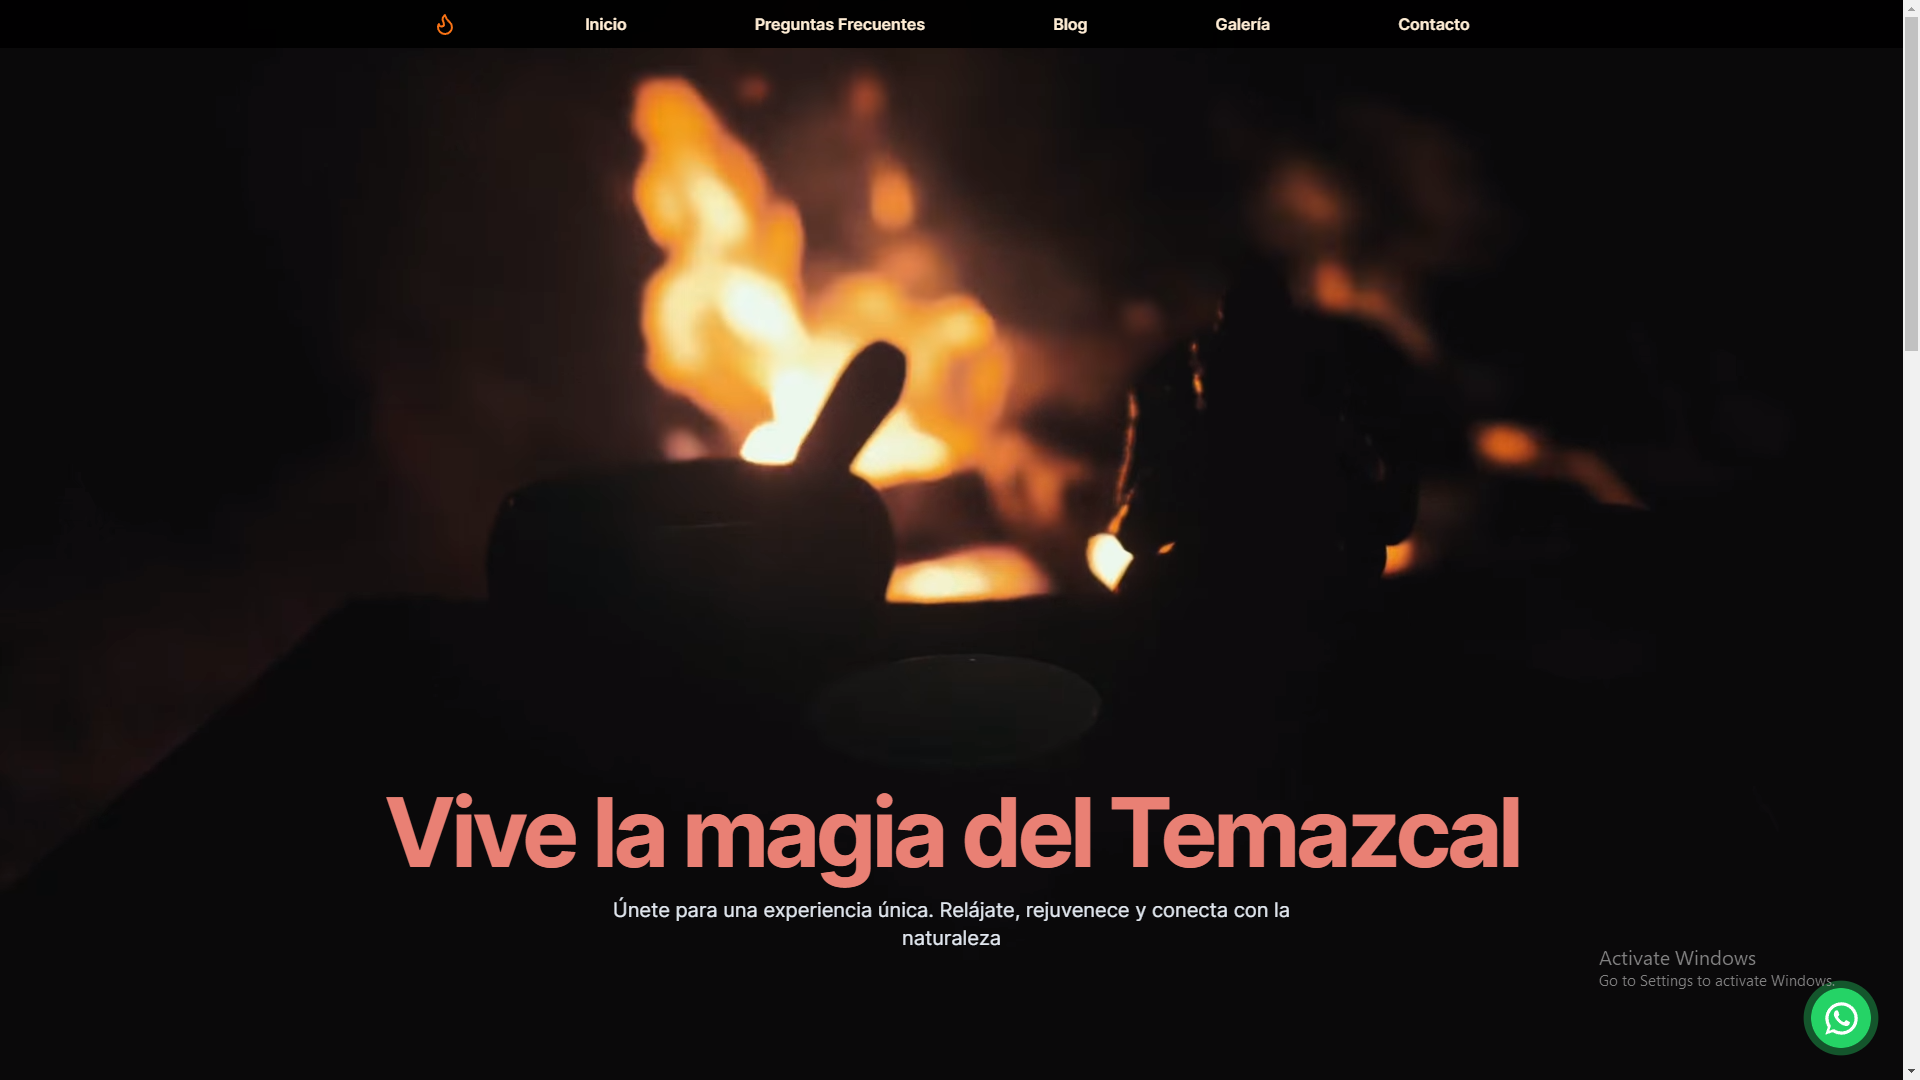 Inicio
Preguntas Frecuentes
Blog
Galería
Contacto
Vive la magia del Temazcal
Únete para una experiencia única. Relájate, rejuvenece y conecta con la
naturaleza
Activate Windows
Go to Settings to activate Windows.